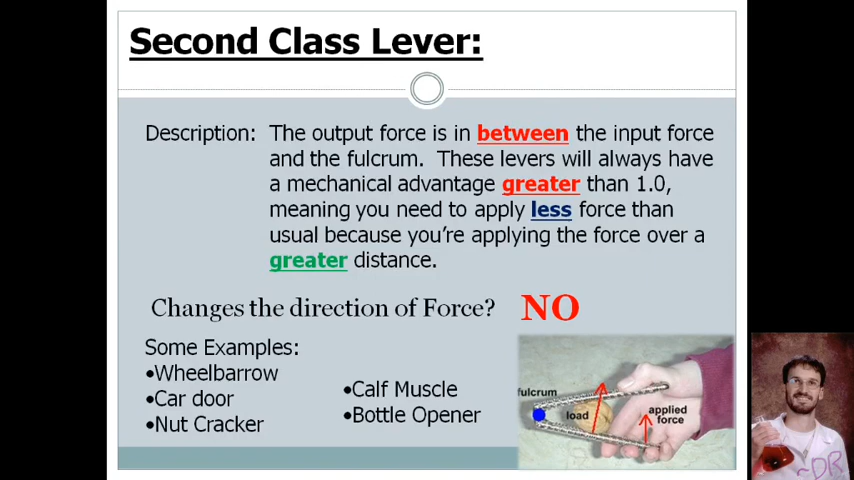 Second Class Lever:
Description: The output force is in between the input force
and the fulcrum. These levers will always have
a mechanical advantage greater than 1.0,
meaning you need to apply less force than
usual because you're applying the force over a
greater distance.
Changes the direction of Force? NO
Some Examples:
•Wheelbarrow
•Car door
•Nut Cracker
•Calf Muscle
•Bottle Opener
fulcrum
load
applied
force
~DR